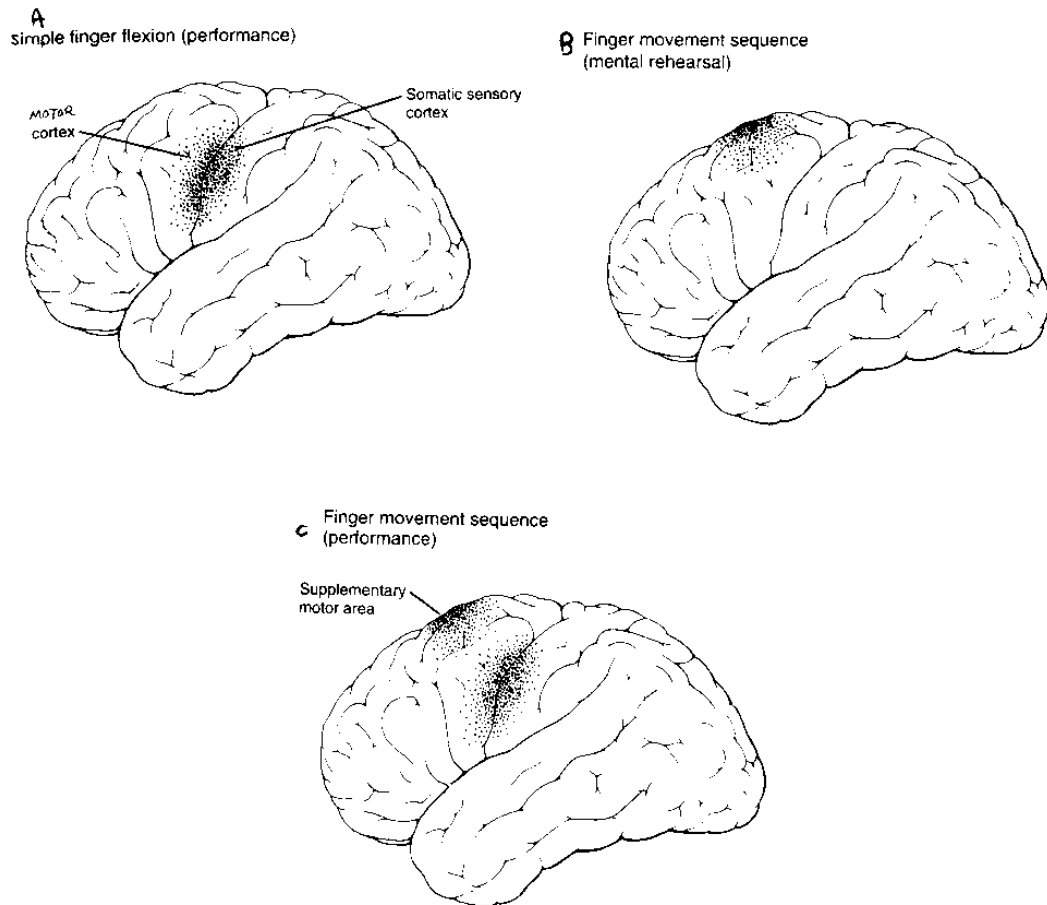 A
simple finger flexion (performance)
B Finger movement sequence
(mental rehearsal)
MOTOR
cortex
Somatic sensory
cortex
C Finger movement sequence
(performance)
Supplementary
motor area